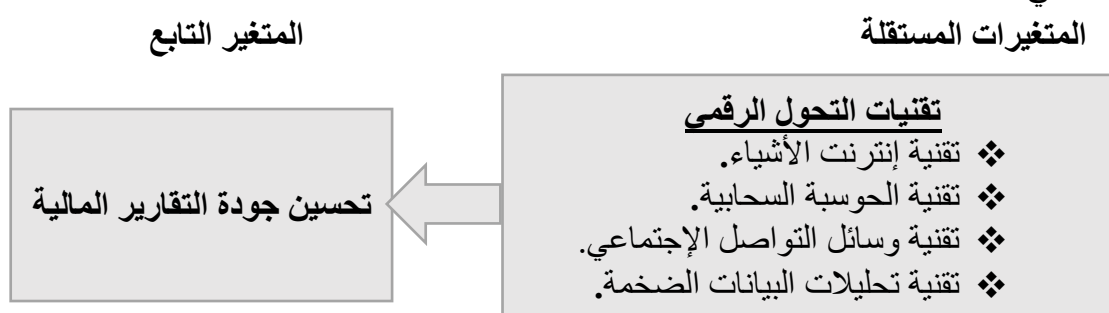 المتغيرات المستقلة
المتغير التابع
تقنيات التحول الرقمي
❖ تقنية إنترنت الأشياء.
❖ تقنية الحوسبة السحابية.
❖ تقنية وسائل التواصل الإجتماعي.
❖ تقنية تحليلات البيانات الضخمة.
تحسين جودة التقارير المالية